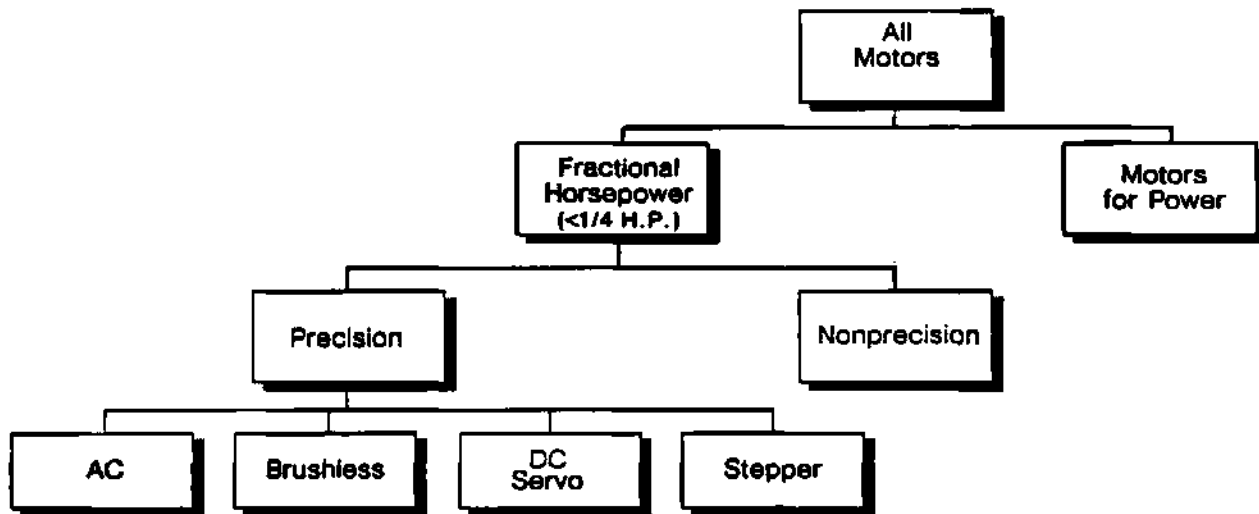 All
Motors
Fractional
Horsepower
(<1/4 H.P.)
Motors
for Power
Precision
Nonprecision
AC
Brushless
DC
Servo
Stepper